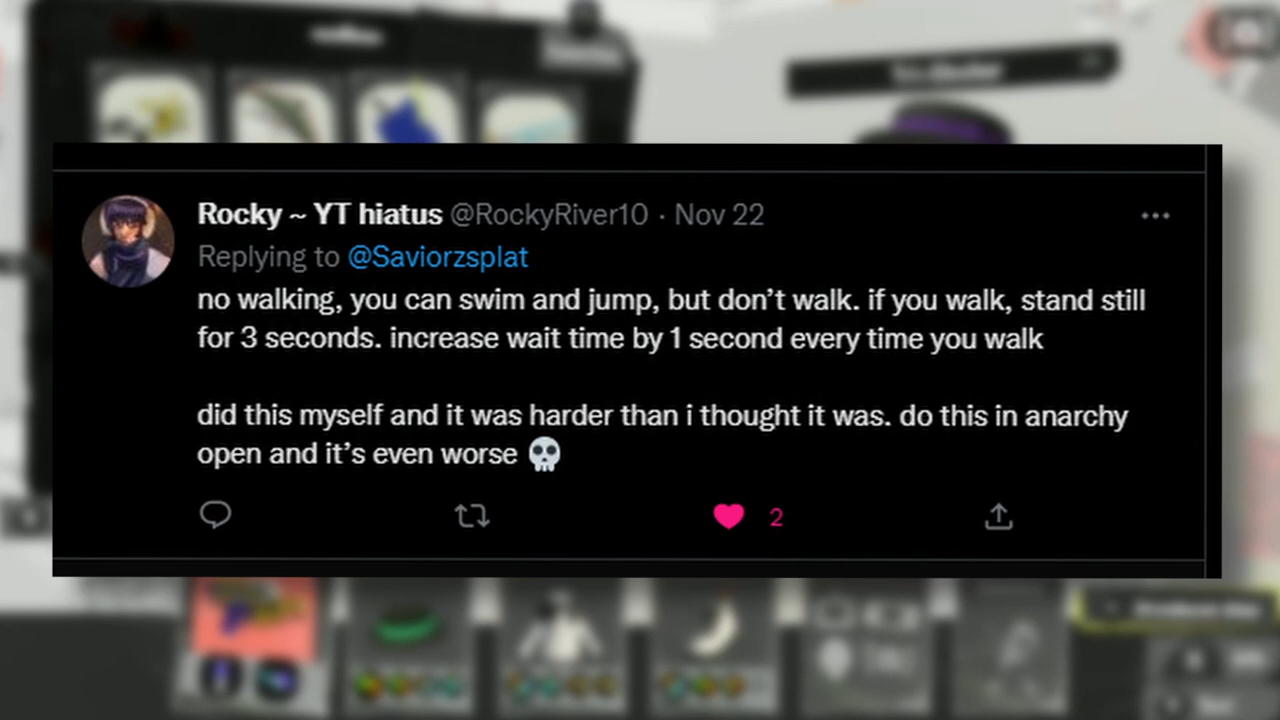 Rocky ~ YT hiatus @RockyRiver10 · Nov 22
Replying to @Saviorzsplat
no walking, you can swim and jump, but don’t walk. if you walk, stand still
for 3 seconds. increase wait time by 1 second every time you walk
did this myself and it was harder than i thought it was. do this in anarchy
open and it’s even worse 💀
2